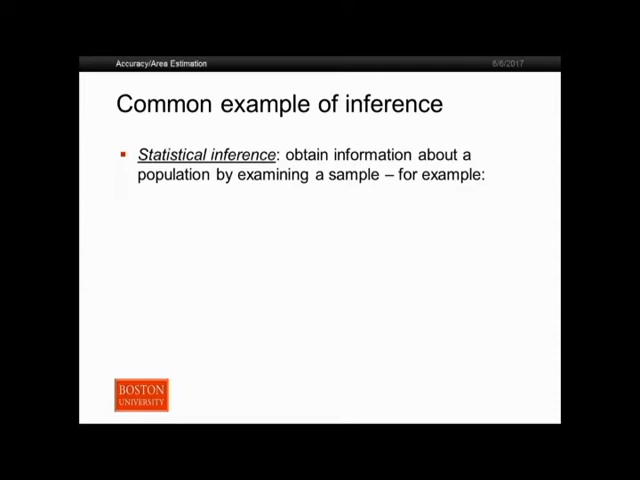 Accuracy/Area Estimation
6/6/2017
Common example of inference
Statistical inference: obtain information about a
population by examining a sample – for example:
BOSTON
UNIVERSITY